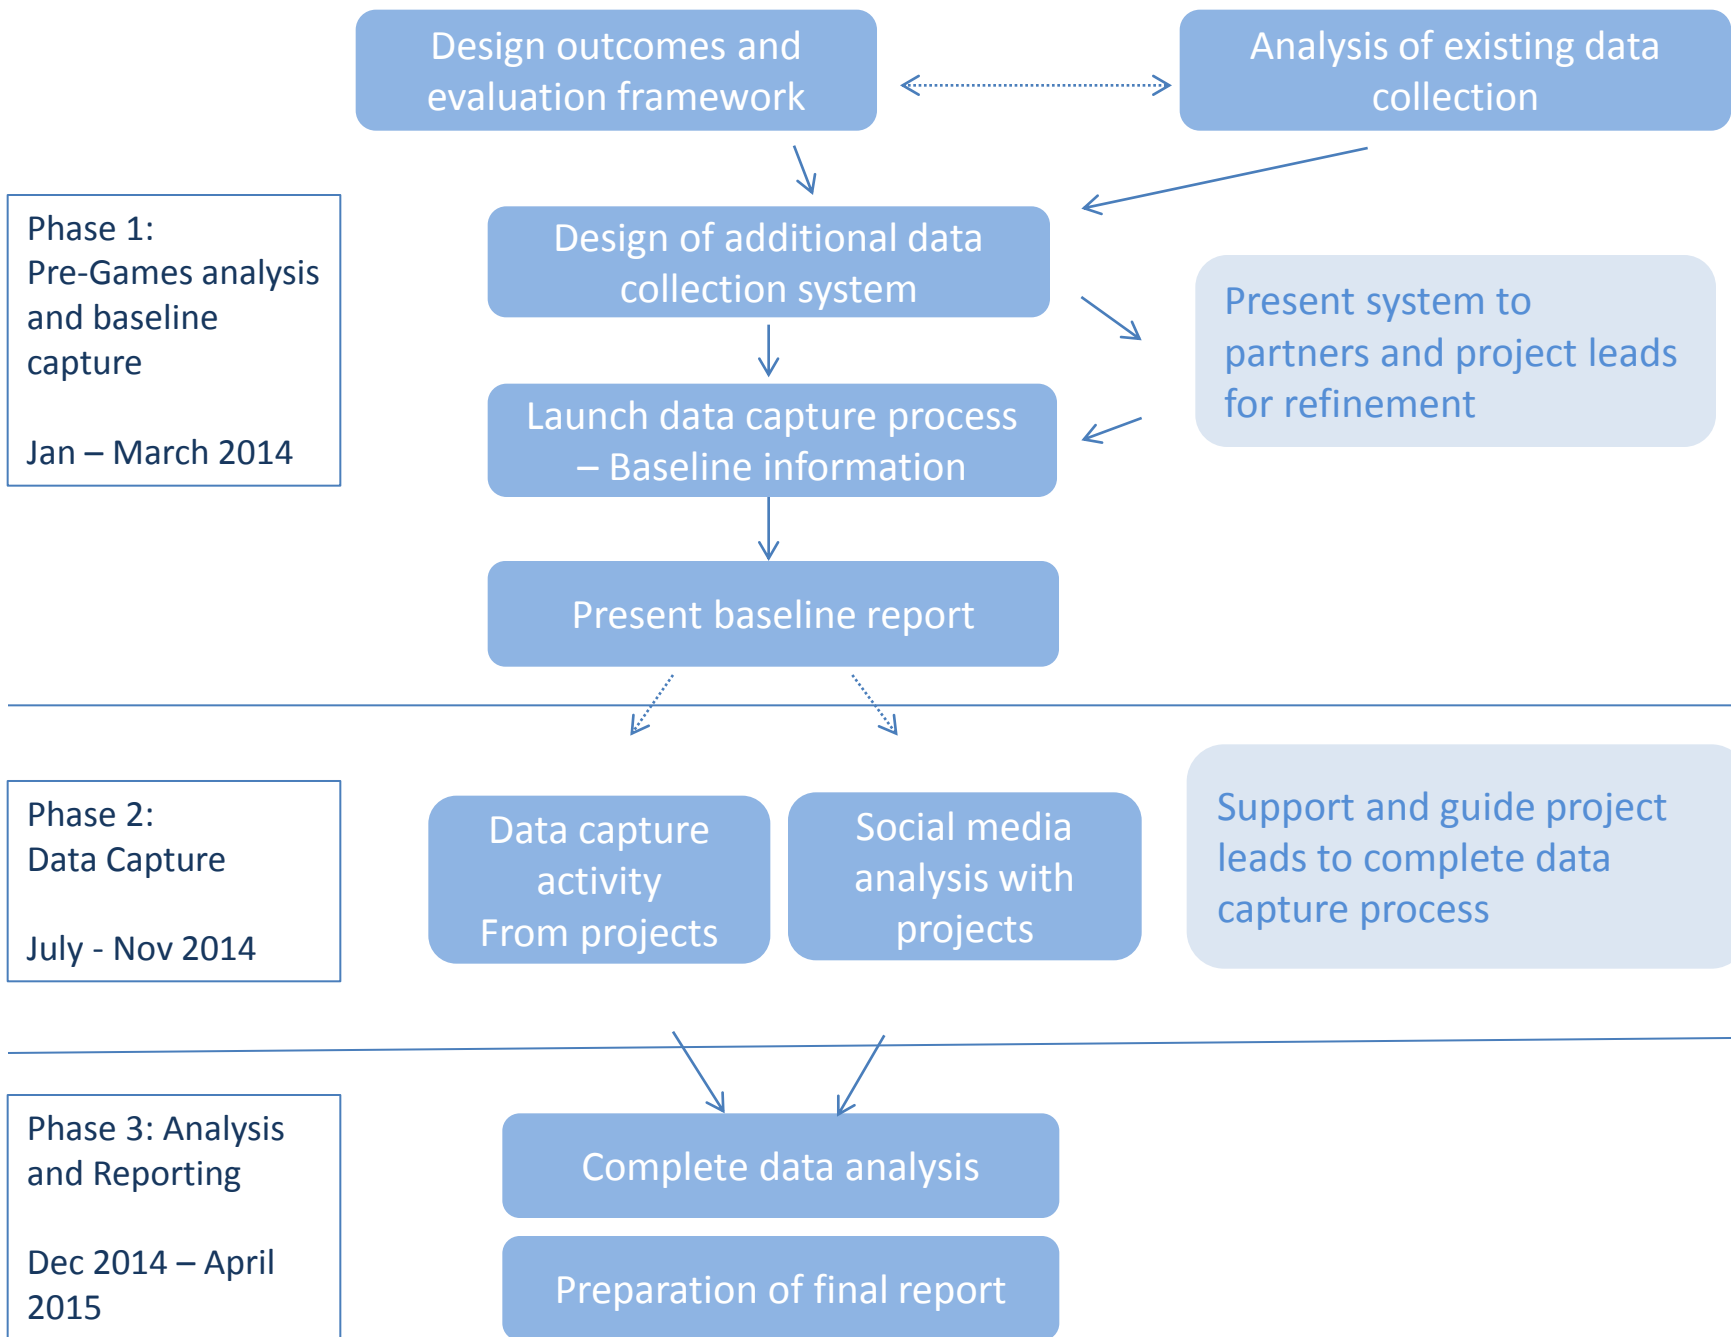 Design outcomes and
evaluation framework
Analysis of existing data
collection
Phase 1:
Pre-Games analysis
and baseline
capture
Jan – March 2014
Design of additional data
collection system
Present system to
partners and project leads
for refinement
Launch data capture process
– Baseline information
Present baseline report
Phase 2:
Data Capture
July - Nov 2014
Data capture
activity
From projects
Social media
analysis with
projects
Support and guide project
leads to complete data
capture process
Phase 3: Analysis
and Reporting
Dec 2014 – April
2015
Complete data analysis
Preparation of final report